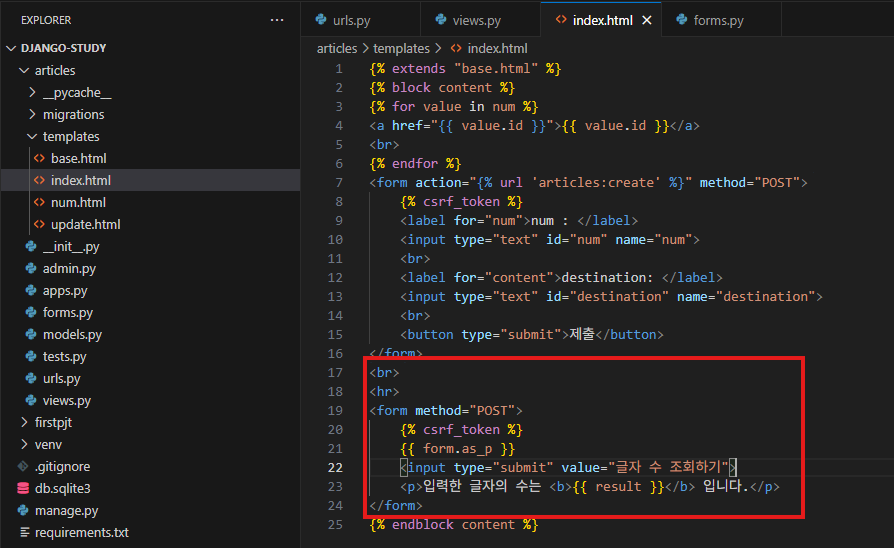 EXPLORER
...
DJANGO-STUDY
articles
__pycache__
migrations
templates
base.html
index.html
num.html
update.html
__init__.py
admin.py
apps.py
forms.py
models.py
tests.py
urls.py
views.py
firstpjt
venv
.gitignore
db.sqlite3
manage.py
requirements.txt
urls.py views.py index.html forms.py
articles > templates > index.html
1 {% extends "base.html" %}
2 {% block content %}
3 {% for value in num %}
4 <a href="{{ value.id }}">{{ value.id }}</a>
5 <br>
6 {% endfor %}
7 <form action="{% url 'articles:create' %}" method="POST">
8 {% csrf_token %}
9 <label for="num">num : </label>
10 <input type="text" id="num" name="num">
11 <br>
12 <label for="content">destination: </label>
13 <input type="text" id="destination" name="destination">
14 <br>
15 <button type="submit">제출</button>
16 </form>
17 <br>
18 <hr>
19 <form method="POST">
20 {% csrf_token %}
21 {{ form.as_p }}
22 <input type="submit" value="글자 수 조회하기">
23 <p>입력한 글자의 수는 <b>{{ result }}</b> 입니다.</p>
24 </form>
25 {% endblock content %}